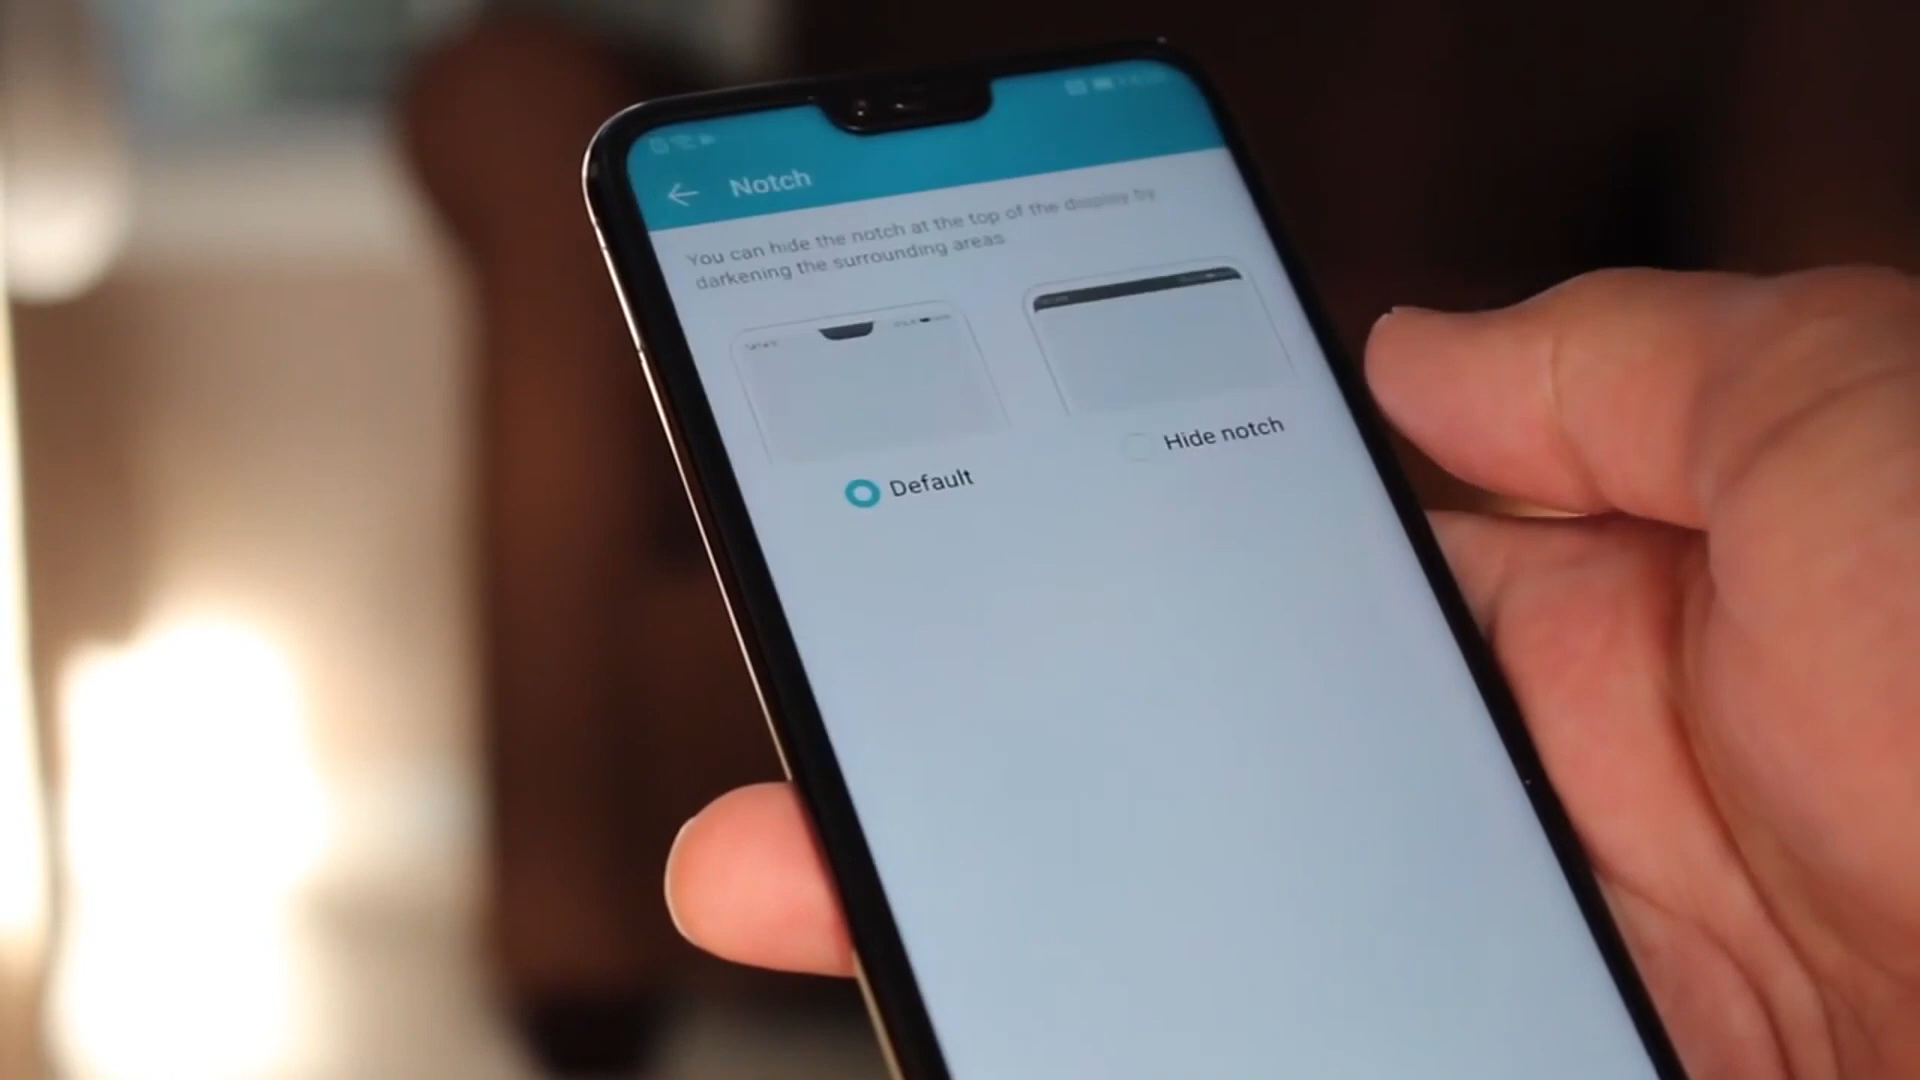 Notch
You can hide the notch at the top of the display by
darkening the surrounding areas
Default
Hide notch